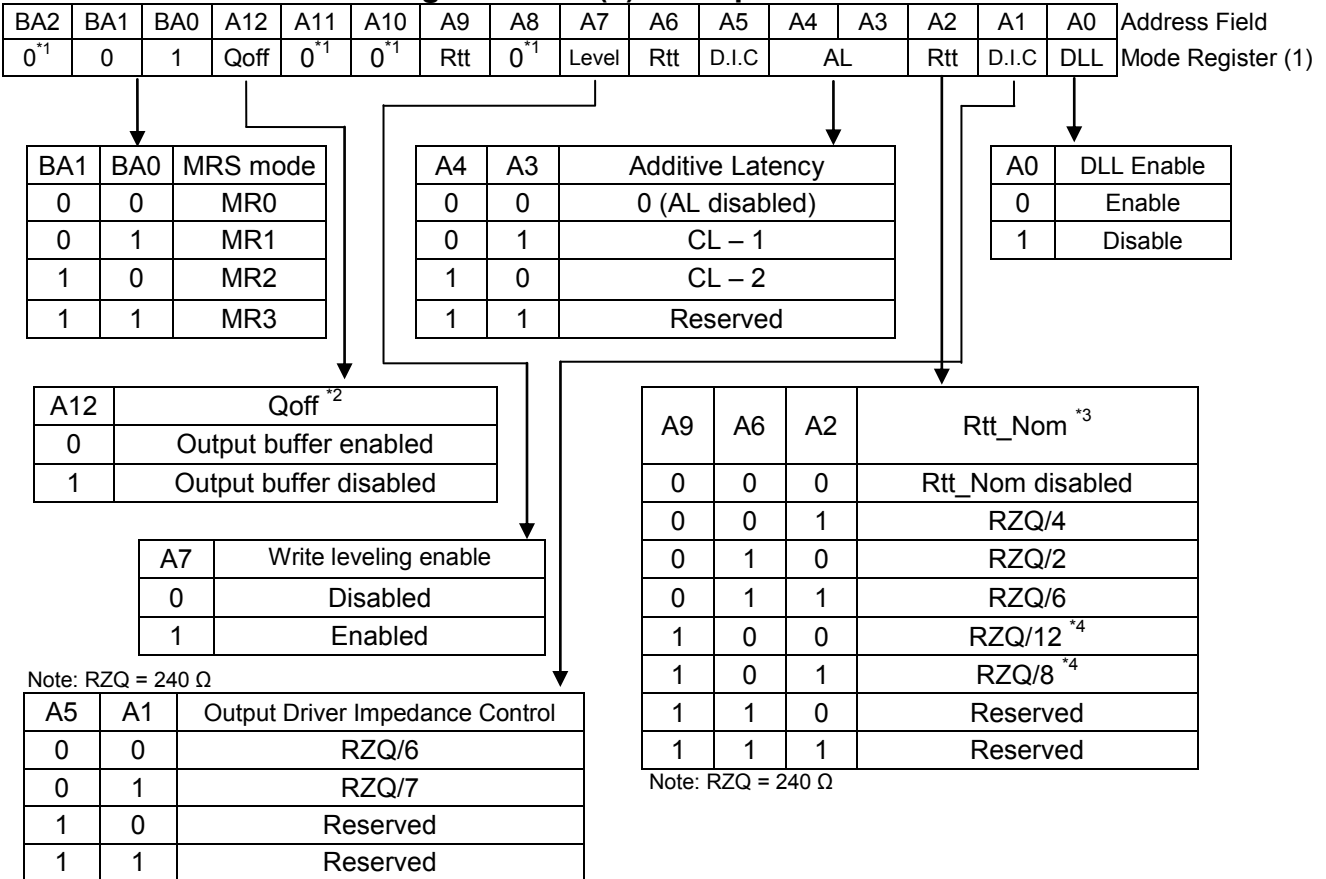 BA2 BA1 BA0 A12 A11 A10 A9 A8 A7 A6 A5 A4 A3 A2 A1 A0 Address Field
0*1 0 1 Qoff 0*1 0*1 Rtt 0*1 Level Rtt D.I.C AL Rtt D.I.C DLL Mode Register (1)
BA1 BA0 MRS mode
0 0 MR0
0 1 MR1
1 0 MR2
1 1 MR3
A4 A3 Additive Latency
0 0 0 (AL disabled)
0 1 CL – 1
1 0 CL – 2
1 1 Reserved
A0 DLL Enable
0 Enable
1 Disable
A12 Qoff *2
0 Output buffer enabled
1 Output buffer disabled
A7 Write leveling enable
0 Disabled
1 Enabled
Note: RZQ = 240 Ω
A5 A1 Output Driver Impedance Control
0 0 RZQ/6
0 1 RZQ/7
1 0 Reserved
1 1 Reserved
A9 A6 A2 Rtt_Nom *3
0 0 0 Rtt_Nom disabled
0 0 1 RZQ/4
0 1 0 RZQ/2
0 1 1 RZQ/6
1 0 0 RZQ/12 *4
1 0 1 RZQ/8 *4
1 1 0 Reserved
1 1 1 Reserved
Note: RZQ = 240 Ω